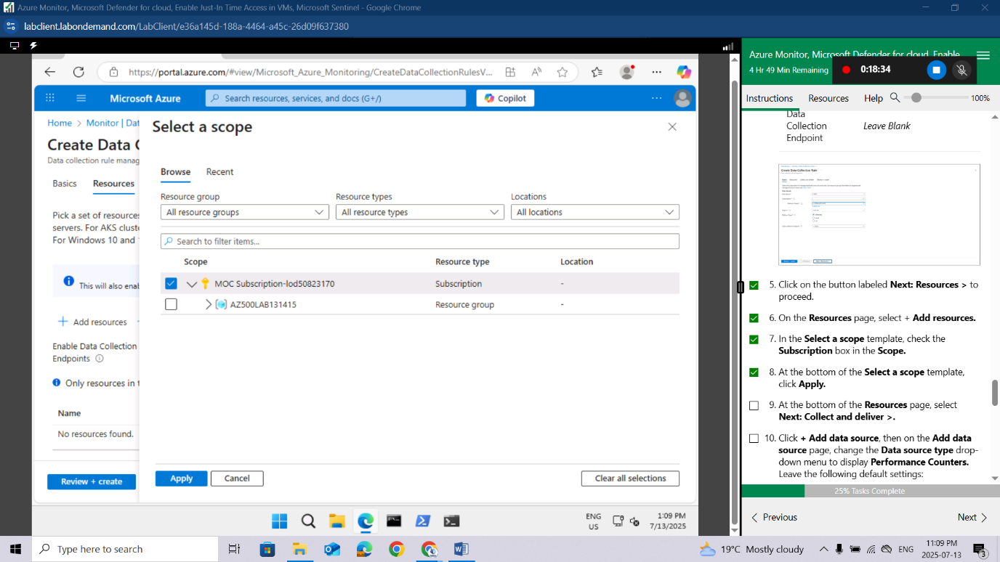 Azure Monitor, Microsoft Defender for cloud, Enable Just-In Time Access in VMs, Microsoft Sentinel - Google Chrome
labclient.labondemand.com/LabClient/e36a145d-188a-4464-a45c-26d09f637380
https://portal.azure.com/#view/Microsoft_Azure_Monitoring/CreateDataCollectionRulesV...
Microsoft Azure
Search resources, services, and docs (G+/)
Copilot
Home > Monitor | Dat
Create Data C
Data collection rule manag
Basics Resources
Pick a set of resources
servers. For AKS cluste
For Windows 10 and
This will also enab
Add resources
Enable Data Collection
Endpoints
Only resources in t
Name
No resources found.
Review + create
Select a scope
Browse Recent
Resource group Resource types Locations
All resource groups All resource types All locations
Search to filter items...
Scope Resource type Location
MOC Subscription-lod50823170 Subscription -
AZ500LAB131415 Resource group -
Apply Cancel Clear all selections
ENG
US
1:09 PM
7/13/2025
Azure Monitor, Microsoft Defender for cloud, Enable
4 Hr 49 Min Remaining
0:18:34
Instructions Resources Help 100%
Data
Collection
Endpoint
Leave Blank
5. Click on the button labeled Next: Resources > to
proceed.
6. On the Resources page, select + Add resources.
7. In the Select a scope template, check the
Subscription box in the Scope.
8. At the bottom of the Select a scope template,
click Apply.
9. At the bottom of the Resources page, select
Next: Collect and deliver >.
10. Click + Add data source, then on the Add data
source page, change the Data source type drop-
down menu to display Performance Counters.
Leave the following default settings:
25% Tasks Complete
Previous Next
Type here to search
19°C Mostly cloudy
ENG
11:09 PM
2025-07-13
3